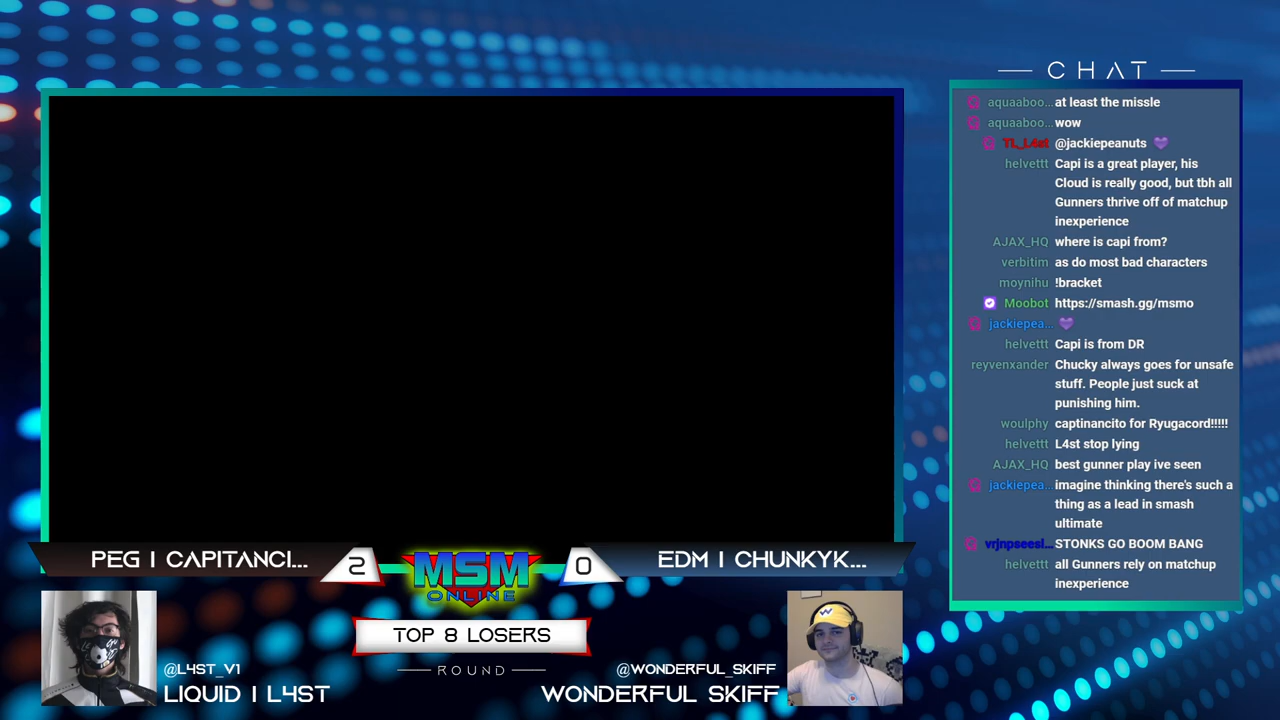 CHAT
aquaaboo... at least the missle
aquaaboo... wow
TL_L4st @jackiepeanuts
helvettt Capi is a great player, his
Cloud is really good, but tbh all
Gunners thrive off of matchup
inexperience
AJAX_HQ where is capi from?
verbitim as do most bad characters
moynihu !bracket
Moobot https://smash.gg/msmo
jackiepea...
helvettt Capi is from DR
reyvenxander Chucky always goes for unsafe
stuff. People just suck at
punishing him.
woulphy captinancito for Ryugacord!!!!!
helvettt L4st stop lying
AJAX_HQ best gunner play ive seen
jackiepea... imagine thinking there's such a
thing as a lead in smash
ultimate
vrjnpseesl... STONKS GO BOOM BANG
helvettt all Gunners rely on matchup
inexperience
PEG | CAPITANCI... 2
MSM
ONLINE
0 EDM | CHUNKYK...
TOP 8 LOSERS
ROUND
@L4ST_V1
LIQUID | L4ST
@WONDERFUL_SKIFF
WONDERFUL SKIFF